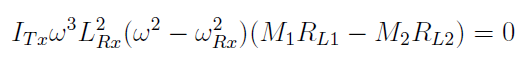 $I_{Tx}\omega^3 L_{Rx}^2(\omega^2 - \omega_{Rx}^2)(M_1 R_{L1} - M_2 R_{L2}) = 0$